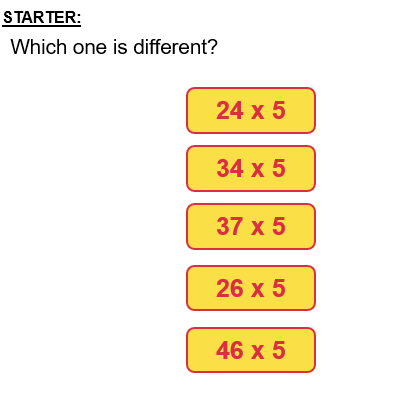 STARTER:
Which one is different?
24 x 5
34 x 5
37 x 5
26 x 5
46 x 5